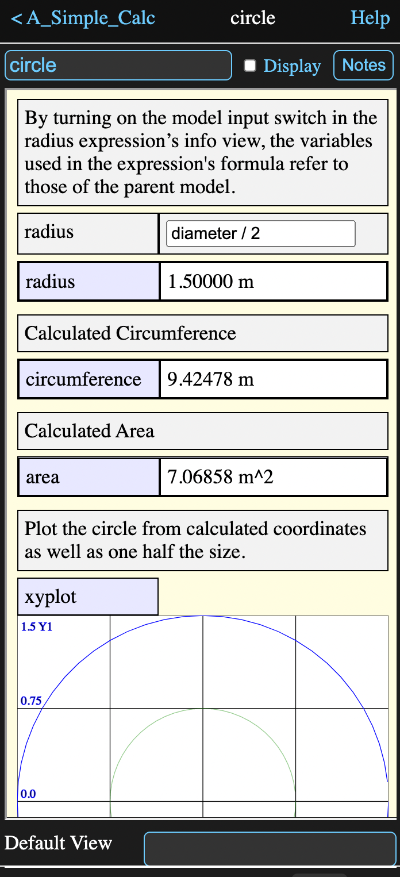 < A_Simple_Calc circle Help
circle Display Notes
By turning on the model input switch in the
radius expression’s info view, the variables
used in the expression's formula refer to
those of the parent model.
radius diameter / 2
radius 1.50000 m
Calculated Circumference
circumference 9.42478 m
Calculated Area
area 7.06858 m^2
Plot the circle from calculated coordinates
as well as one half the size.
xyplot
1.5 Y1
0.75
0.0
Default View